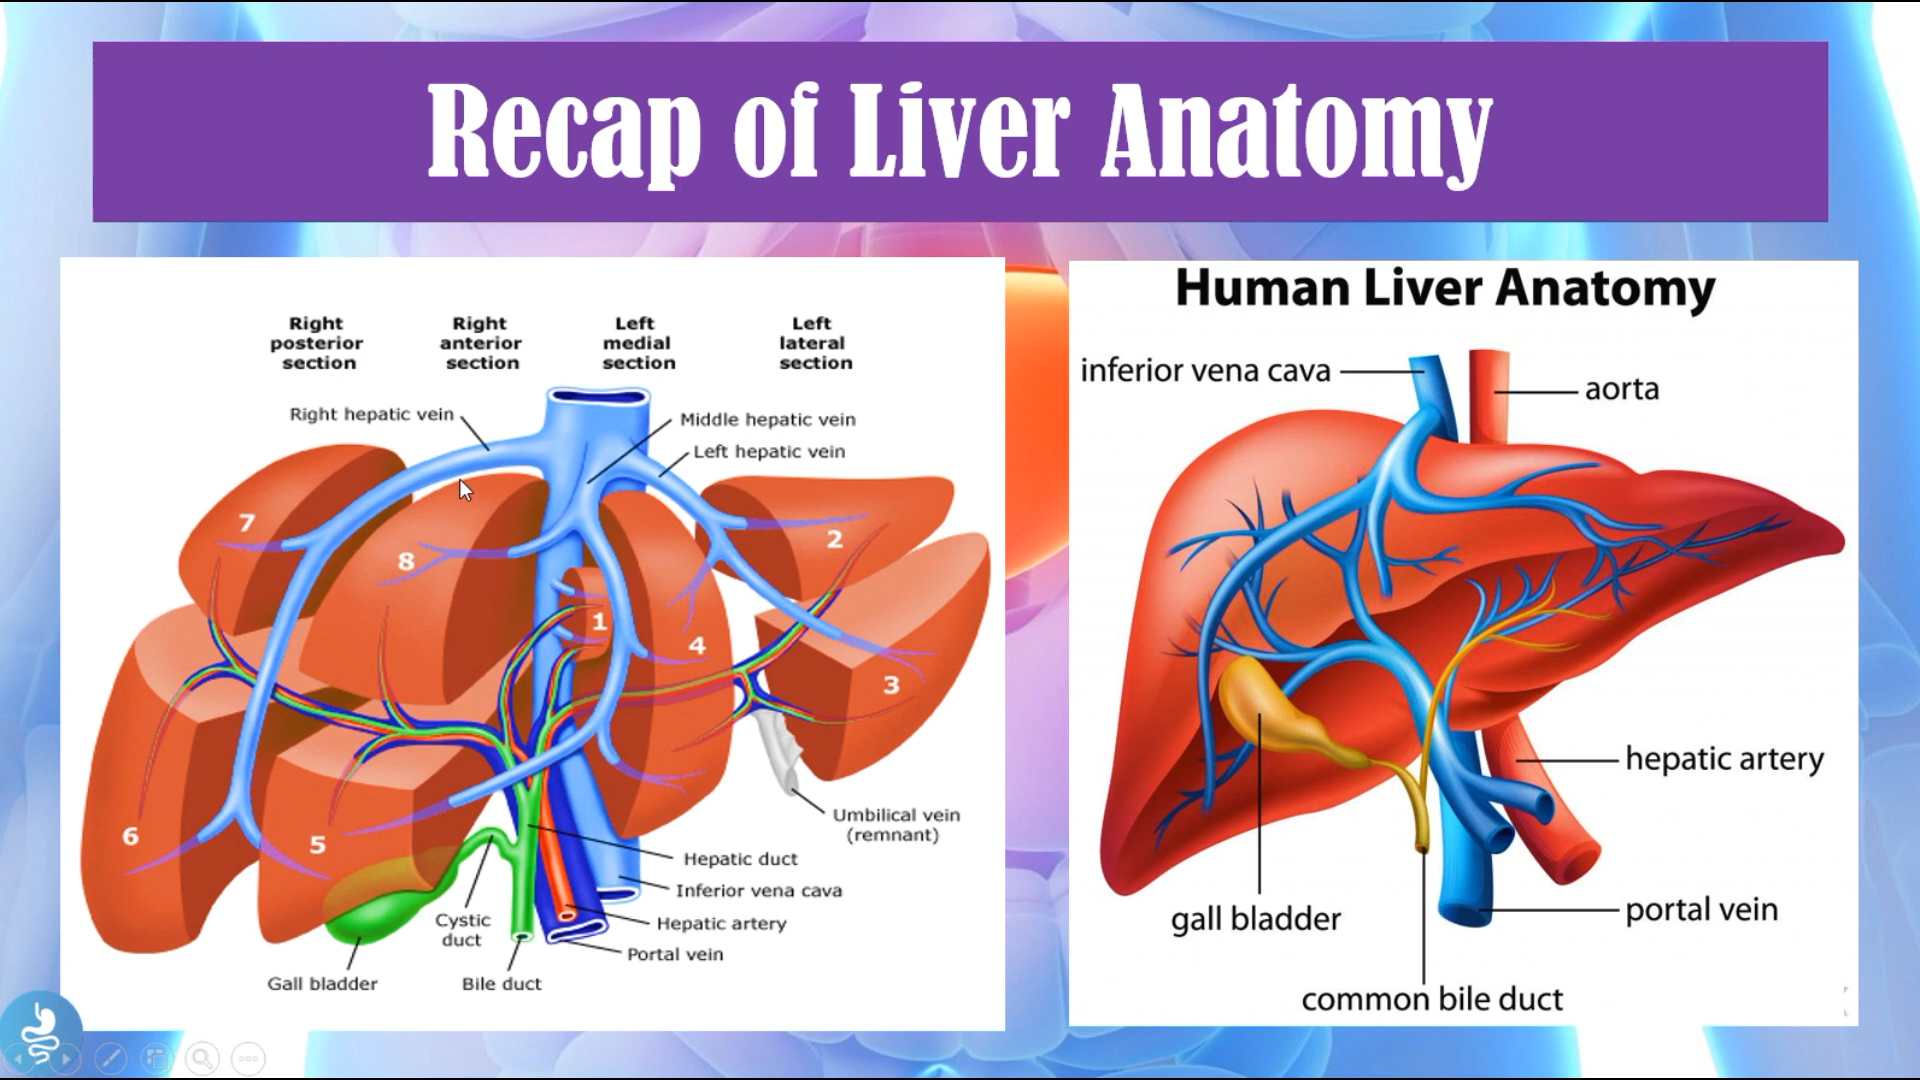 Recap of Liver Anatomy
Right
posterior
section
Right
anterior
section
Left
medial
section
Left
lateral
section
Right hepatic vein
Middle hepatic vein
Left hepatic vein
7
8
2
1
4
3
6
5
Umbilical vein
(remnant)
Hepatic duct
Inferior vena cava
Hepatic artery
Portal vein
Cystic
duct
Gall bladder
Bile duct
Human Liver Anatomy
inferior vena cava
aorta
hepatic artery
gall bladder
portal vein
common bile duct